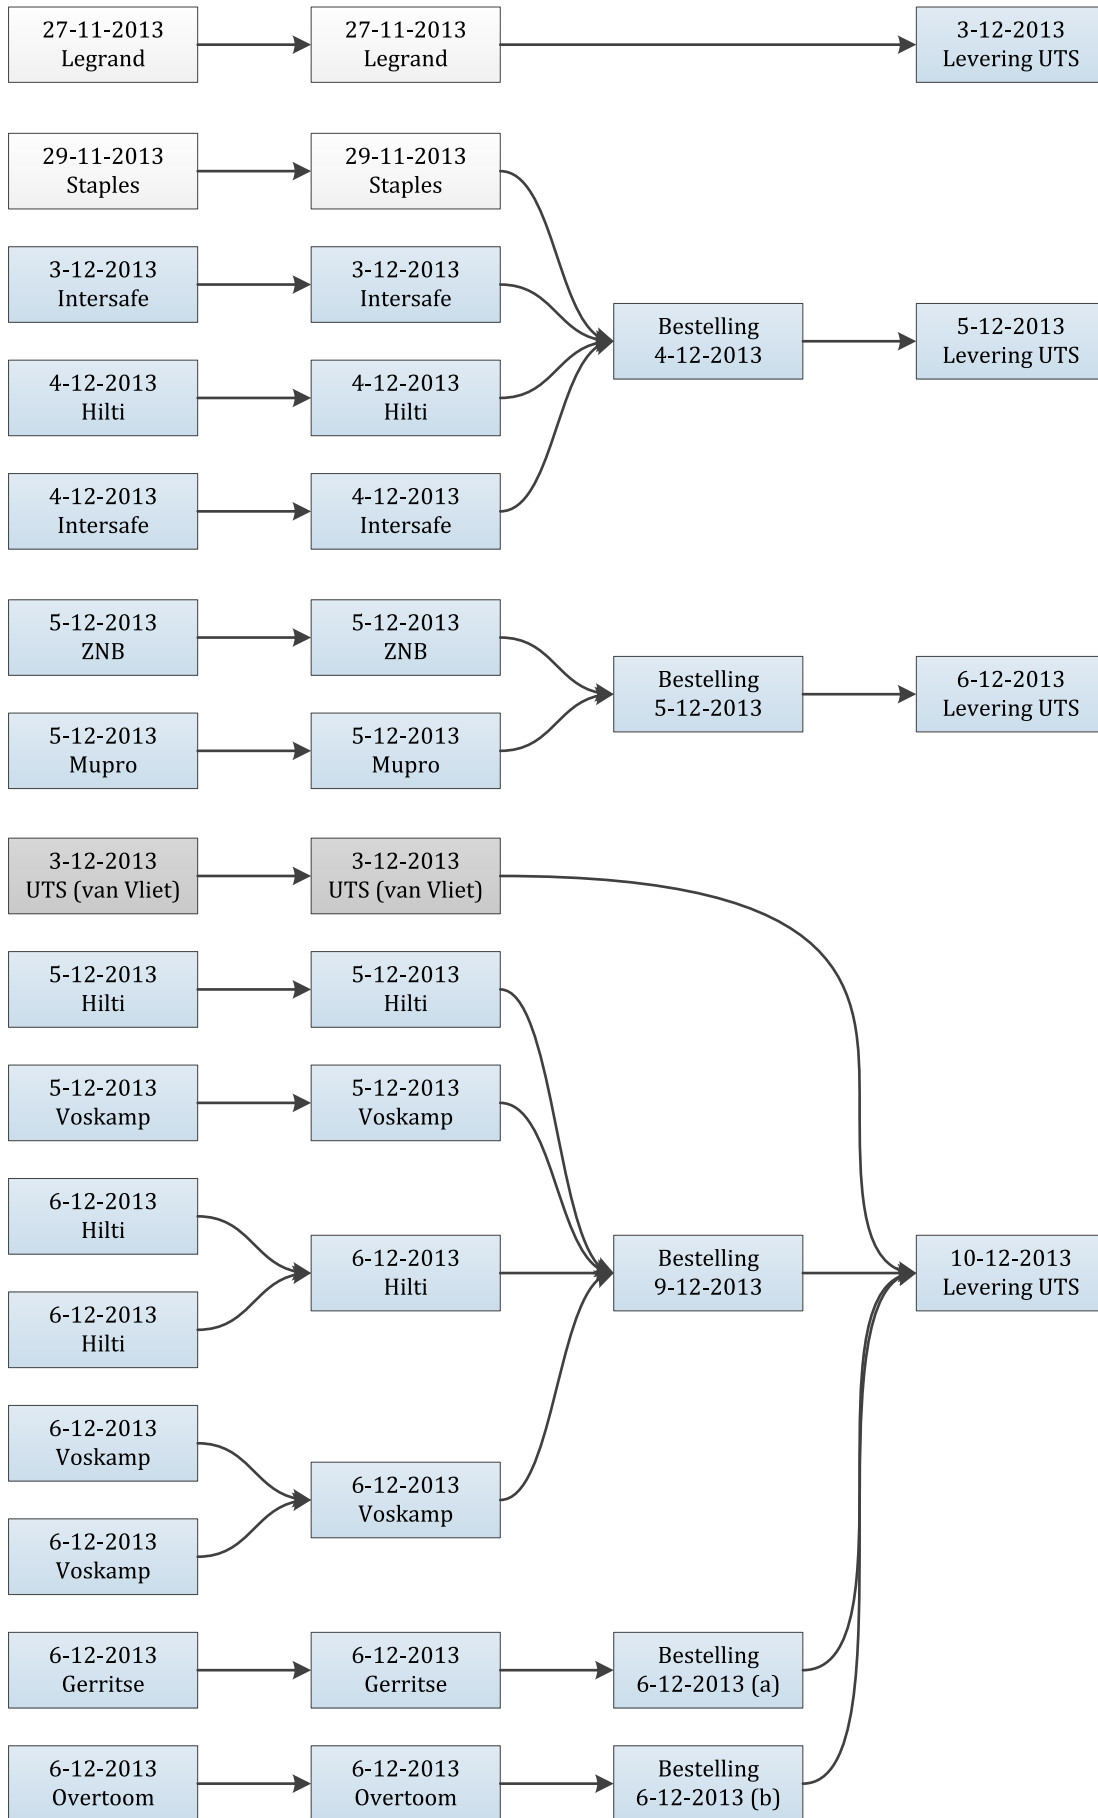 27-11-2013
Legrand
27-11-2013
Legrand
3-12-2013
Levering UTS
29-11-2013
Staples
29-11-2013
Staples
3-12-2013
Intersafe
3-12-2013
Intersafe
Bestelling
4-12-2013
5-12-2013
Levering UTS
4-12-2013
Hilti
4-12-2013
Hilti
4-12-2013
Intersafe
4-12-2013
Intersafe
5-12-2013
ZNB
5-12-2013
ZNB
Bestelling
5-12-2013
6-12-2013
Levering UTS
5-12-2013
Mupro
5-12-2013
Mupro
3-12-2013
UTS (van Vliet)
3-12-2013
UTS (van Vliet)
5-12-2013
Hilti
5-12-2013
Hilti
5-12-2013
Voskamp
5-12-2013
Voskamp
6-12-2013
Hilti
6-12-2013
Hilti
Bestelling
9-12-2013
10-12-2013
Levering UTS
6-12-2013
Hilti
6-12-2013
Voskamp
6-12-2013
Voskamp
6-12-2013
Voskamp
6-12-2013
Gerritse
6-12-2013
Gerritse
Bestelling
6-12-2013 (a)
6-12-2013
Overtoom
6-12-2013
Overtoom
Bestelling
6-12-2013 (b)